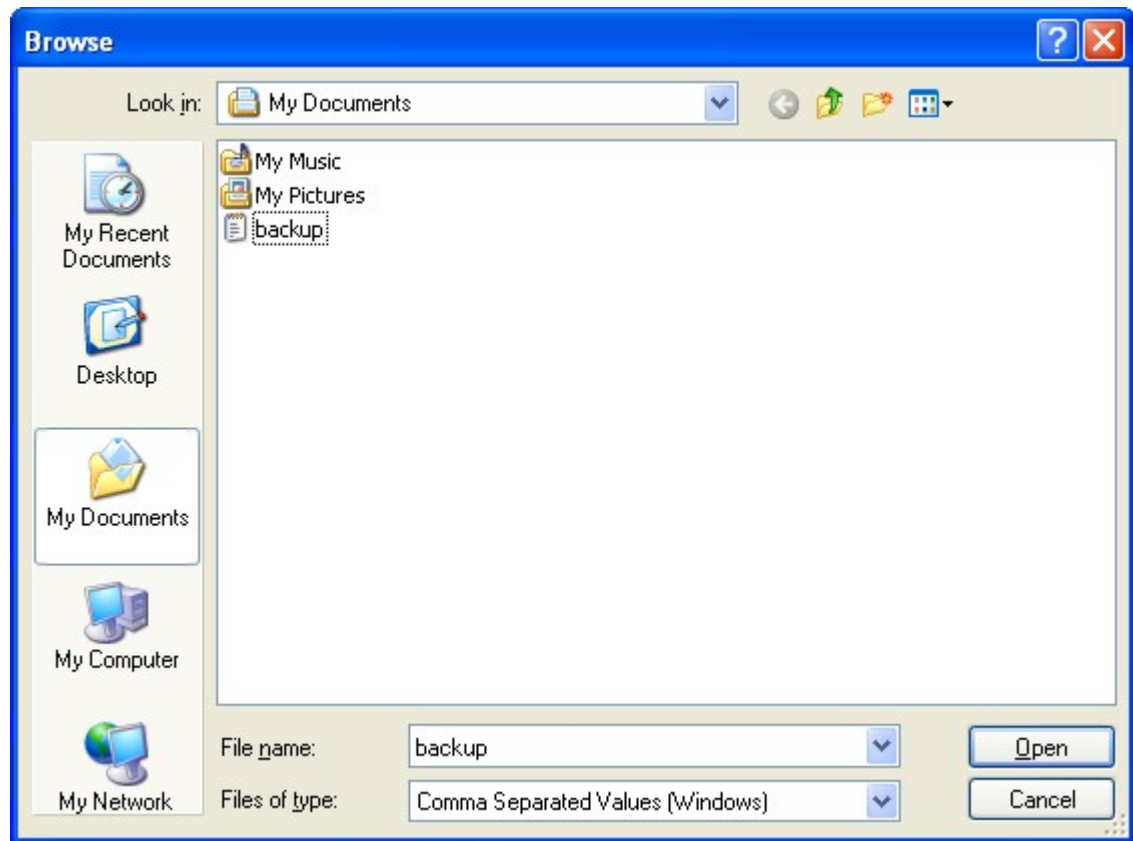 Browse
Look in:
My Documents
My Music
My Pictures
backup
My Recent
Documents
Desktop
My Documents
My Computer
My Network
File name:
backup
Open
Files of type:
Comma Separated Values (Windows)
Cancel